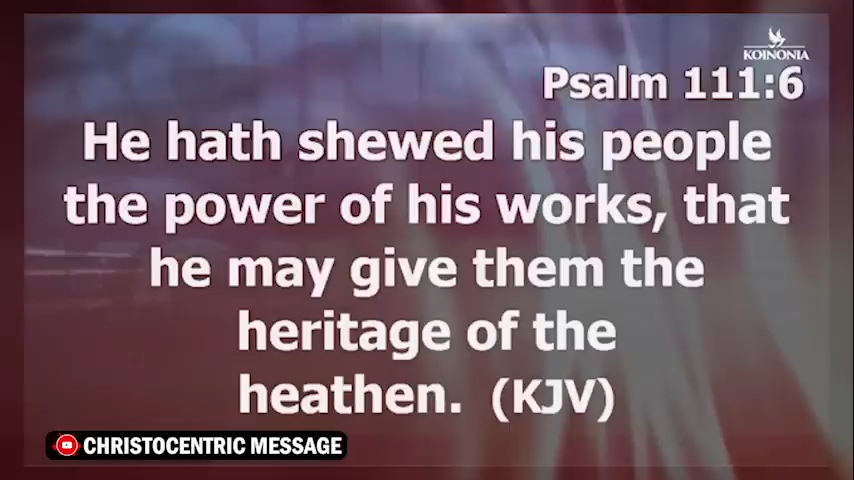 KOINONIA
Psalm 111:6
He hath shewed his people
the power of his works, that
he may give them the
heritage of the
heathen. (KJV)
CHRISTOCENTRIC MESSAGE